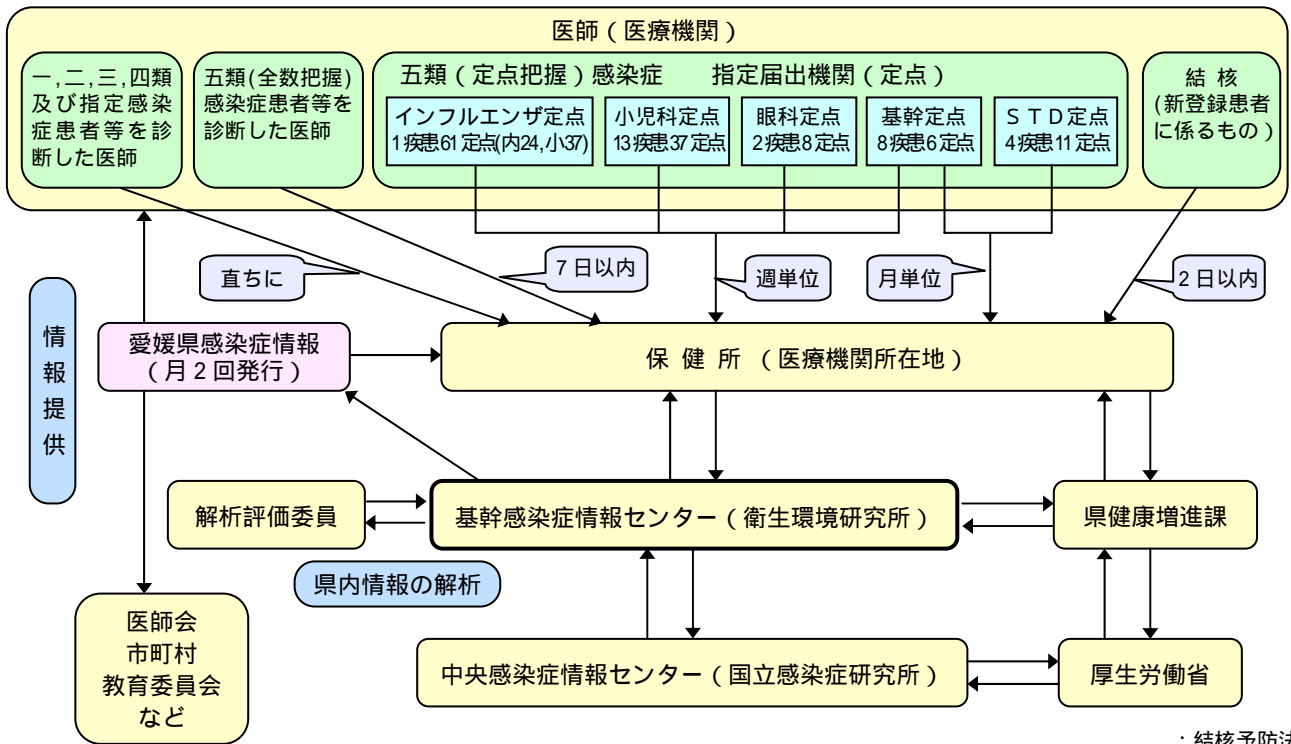 医師（医療機関）
一,二,三,四類
及び指定感染
症患者等を診
断した医師
五類(全数把握)
感染症患者等を
診断した医師
五類（定点把握）感染症　指定届出機関（定点）
インフルエンザ定点
1疾患61定点(内24,小37)
小児科定点
13疾患37定点
眼科定点
2疾患8定点
基幹定点
8疾患6定点
ＳＴＤ定点
4疾患11定点
結 核
(新登録患者
に係るもの）
直ちに
７日以内
週単位
月単位
２日以内
情報提供
愛媛県感染症情報
（月２回発行）
保 健 所 （医療機関所在地）
解析評価委員
基幹感染症情報センター（衛生環境研究所）
県健康増進課
県内情報の解析
医師会
市町村
教育委員会
など
中央感染症情報センター（国立感染症研究所）
厚生労働省
：結核予防法